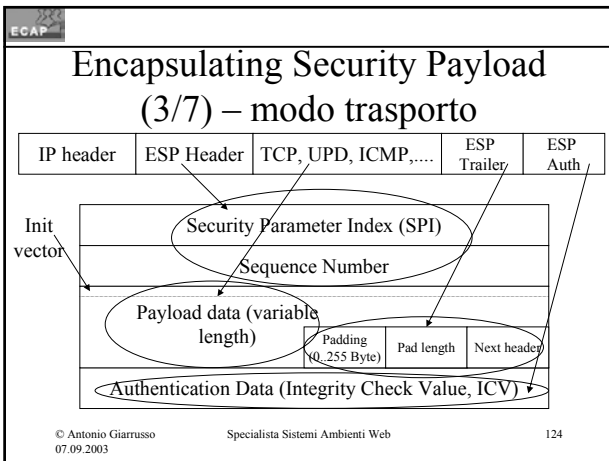 ECAP
Encapsulating Security Payload
(3/7) – modo trasporto
IP header
ESP Header
TCP, UPD, ICMP,....
ESP
Trailer
ESP
Auth
Init
vector
Security Parameter Index (SPI)
Sequence Number
Payload data (variable
length)
Padding
(0..255 Byte)
Pad length
Next header
Authentication Data (Integrity Check Value, ICV)
© Antonio Giarrusso
07.09.2003
Specialista Sistemi Ambienti Web
124